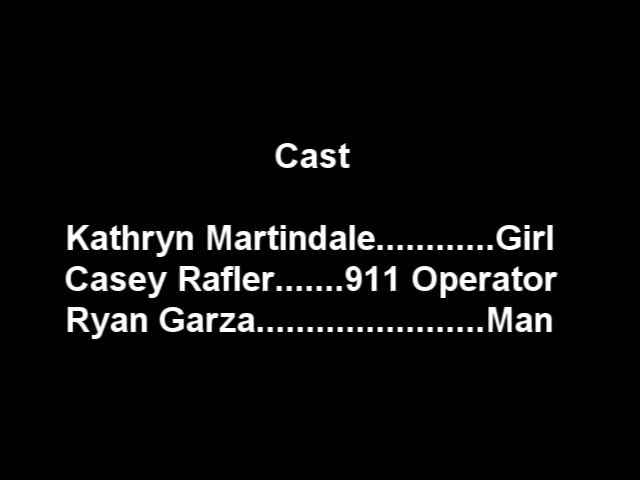 Cast
Kathryn Martindale............Girl
Casey Rafler.......911 Operator
Ryan Garza.......................Man